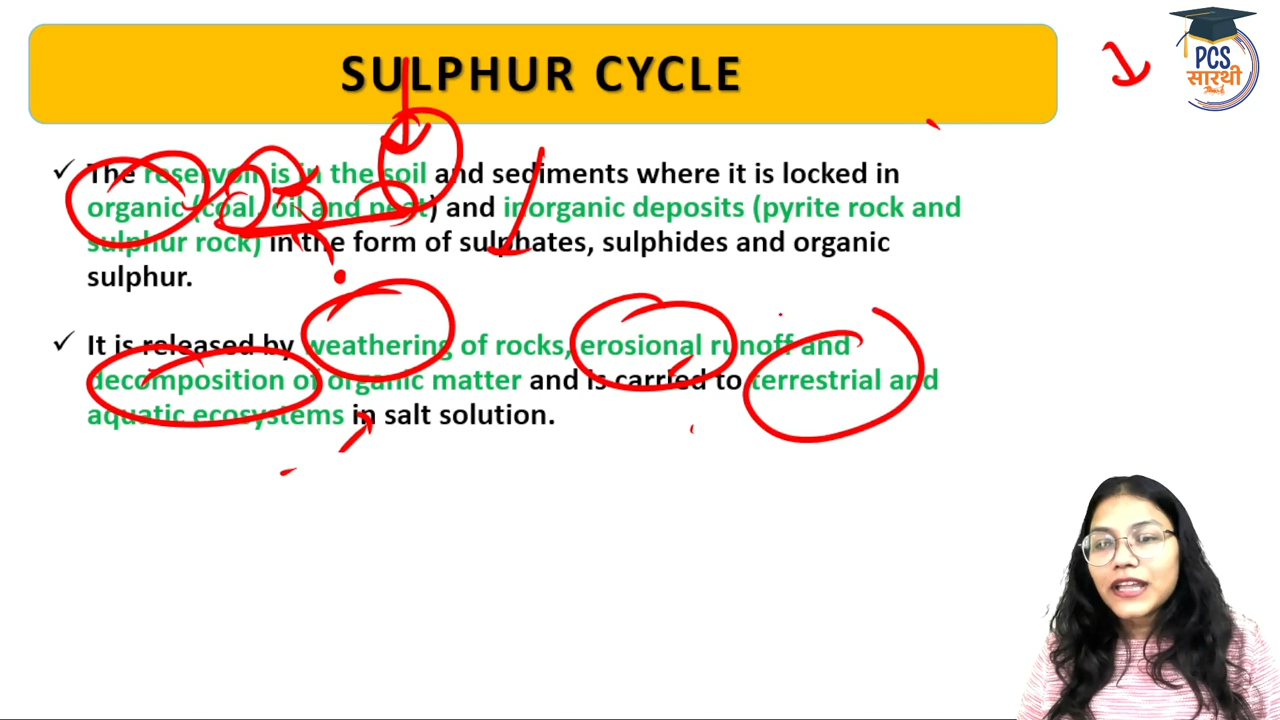 SULPHUR CYCLE
PCS
सारथी
The reservoir is in the soil and sediments where it is locked in
organic (coal, oil and peat) and inorganic deposits (pyrite rock and
sulphur rock) in the form of sulphates, sulphides and organic
sulphur.
It is released by weathering of rocks, erosional runoff and
decomposition of organic matter and is carried to terrestrial and
aquatic ecosystems in salt solution.